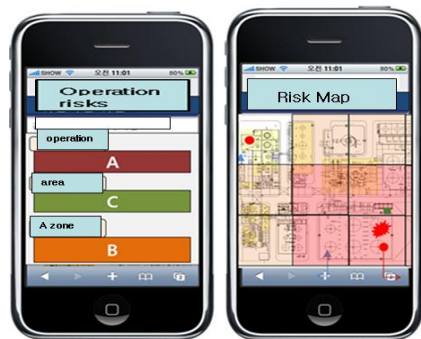 SHOW 오전 11:01 80%
Operation
risks
operation
A
area
C
A zone
B
SHOW 오전 11:01 80%
Risk Map